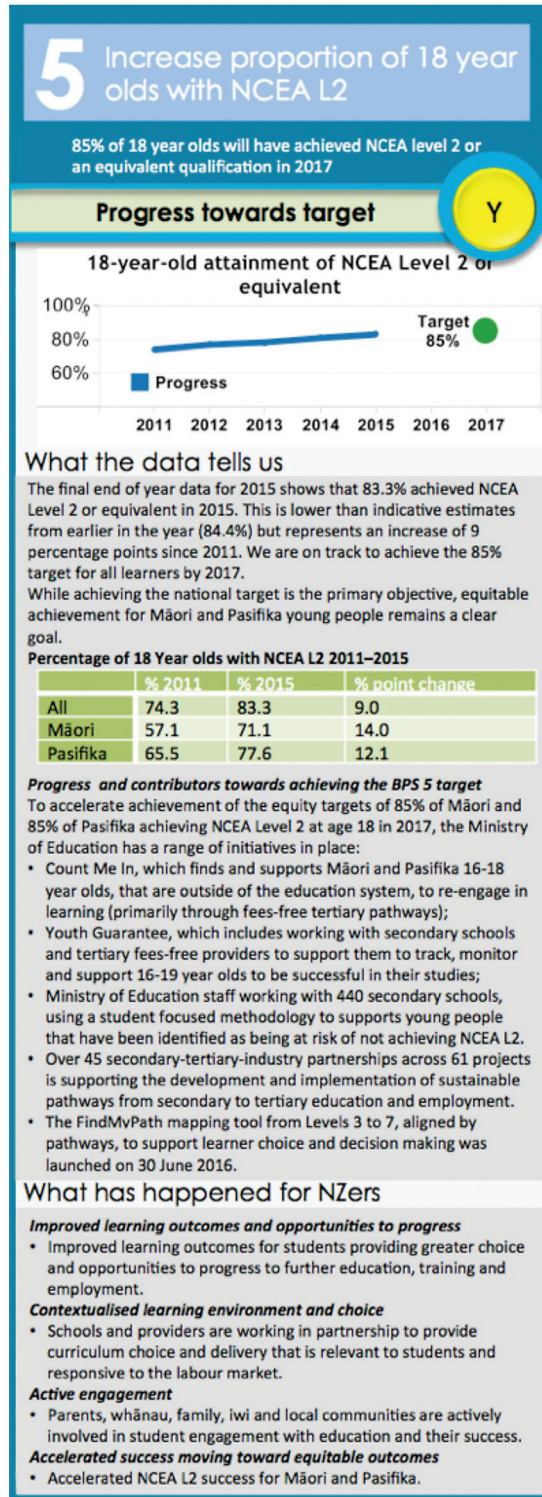 5
Increase proportion of 18 year
olds with NCEA L2
85% of 18 year olds will have achieved NCEA level 2 or
an equivalent qualification in 2017
Progress towards target
Y
18-year-old attainment of NCEA Level 2 or
equivalent
100%
80%
60%
Target
85%
Progress
2011 2012 2013 2014 2015 2016 2017
What the data tells us
The final end of year data for 2015 shows that 83.3% achieved NCEA
Level 2 or equivalent in 2015. This is lower than indicative estimates
from earlier in the year (84.4%) but represents an increase of 9
percentage points since 2011. We are on track to achieve the 85%
target for all learners by 2017.
While achieving the national target is the primary objective, equitable
achievement for Māori and Pasifika young people remains a clear
goal.
Percentage of 18 Year olds with NCEA L2 2011–2015
% 2011 % 2015 % point change
All 74.3 83.3 9.0
Māori 57.1 71.1 14.0
Pasifika 65.5 77.6 12.1
Progress and contributors towards achieving the BPS 5 target
To accelerate achievement of the equity targets of 85% of Māori and
85% of Pasifika achieving NCEA Level 2 at age 18 in 2017, the Ministry
of Education has a range of initiatives in place:
• Count Me In, which finds and supports Māori and Pasifika 16-18
year olds, that are outside of the education system, to re-engage in
learning (primarily through fees-free tertiary pathways);
• Youth Guarantee, which includes working with secondary schools
and tertiary fees-free providers to support them to track, monitor
and support 16-19 year olds to be successful in their studies;
• Ministry of Education staff working with 440 secondary schools,
using a student focused methodology to supports young people
that have been identified as being at risk of not achieving NCEA L2.
• Over 45 secondary-tertiary-industry partnerships across 61 projects
is supporting the development and implementation of sustainable
pathways from secondary to tertiary education and employment.
• The FindMyPath mapping tool from Levels 3 to 7, aligned by
pathways, to support learner choice and decision making was
launched on 30 June 2016.
What has happened for NZers
Improved learning outcomes and opportunities to progress
• Improved learning outcomes for students providing greater choice
and opportunities to progress to further education, training and
employment.
Contextualised learning environment and choice
• Schools and providers are working in partnership to provide
curriculum choice and delivery that is relevant to students and
responsive to the labour market.
Active engagement
• Parents, whānau, family, iwi and local communities are actively
involved in student engagement with education and their success.
Accelerated success moving toward equitable outcomes
• Accelerated NCEA L2 success for Māori and Pasifika.